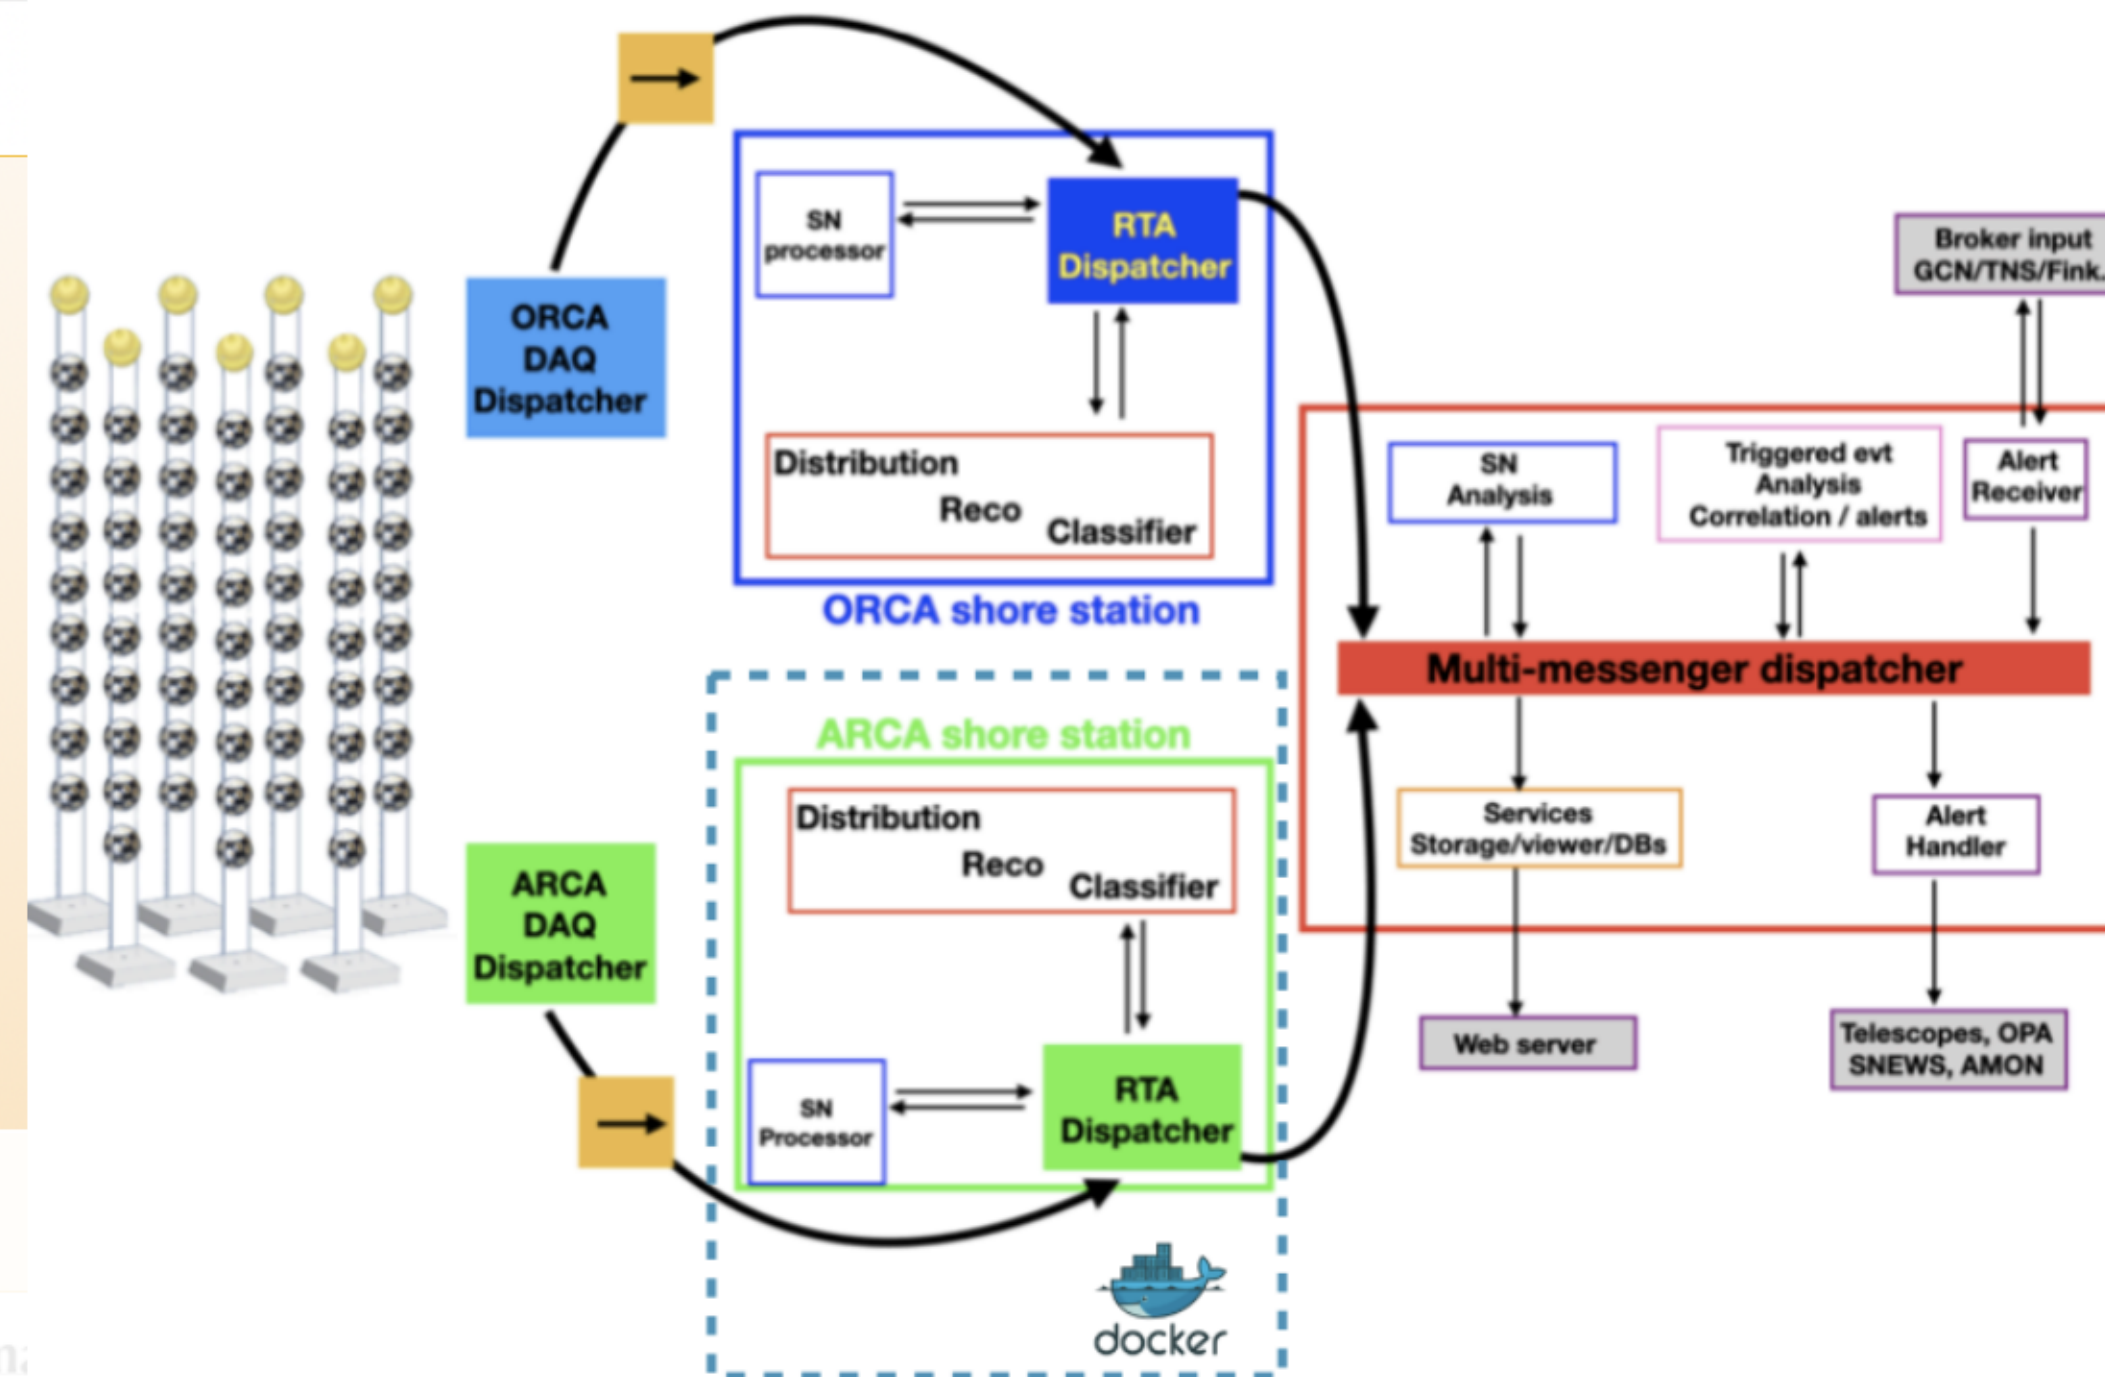 SN
processor
RTA
Dispatcher
ORCA
DAQ
Dispatcher
Distribution
Reco
Classifier
ORCA shore station
ARCA shore station
Distribution
Reco
Classifier
ARCA
DAQ
Dispatcher
SN
Processor
RTA
Dispatcher
docker
Broker input
GCN/TNS/Fink.
SN
Analysis
Triggered evt
Analysis
Correlation / alerts
Alert
Receiver
Multi-messenger dispatcher
Services
Storage/viewer/DBs
Alert
Handler
Web server
Telescopes, OPA
SNEWS, AMON